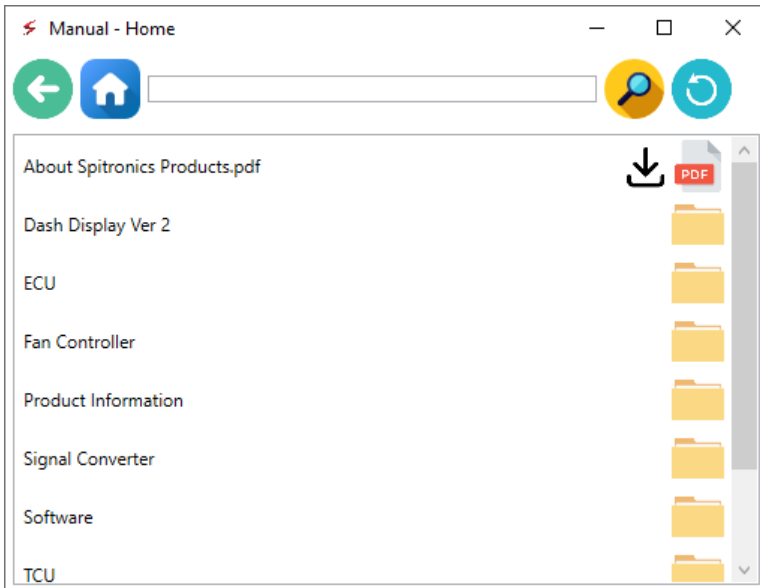 Manual - Home
About Spitronics Products.pdf
PDF
Dash Display Ver 2
ECU
Fan Controller
Product Information
Signal Converter
Software
TCU